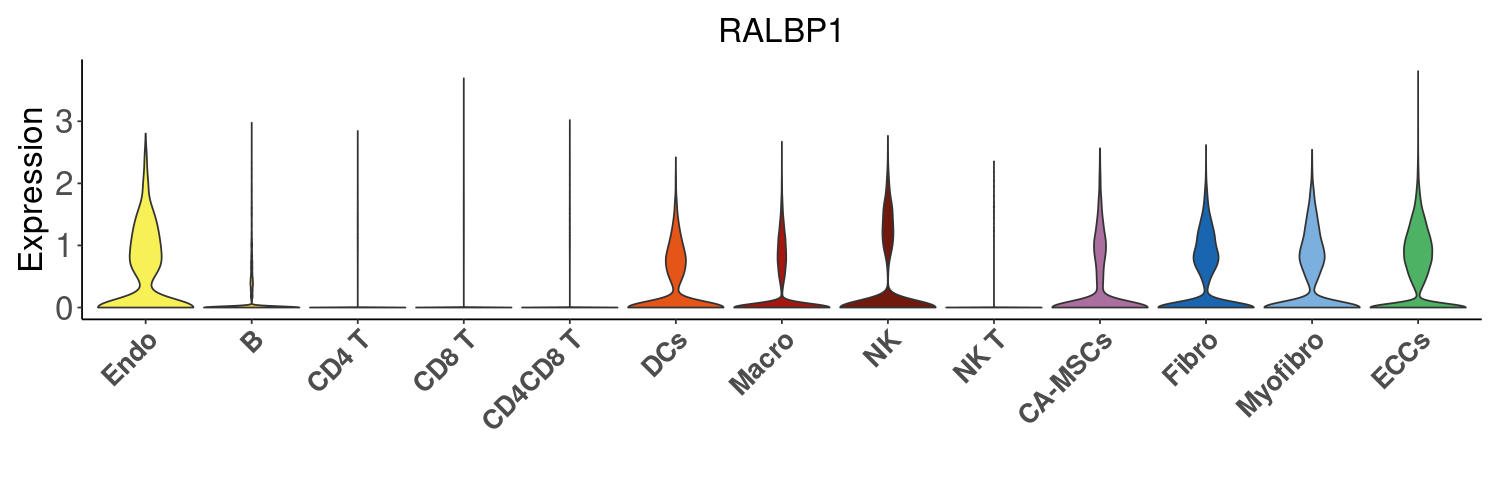 RALBP1
Expression
3
2
1
0
Endo
B
CD4 T
CD8 T
CD4CD8 T
DCs
Macro
NK
NK T
CA-MSCs
Fibro
Myofibro
ECCs